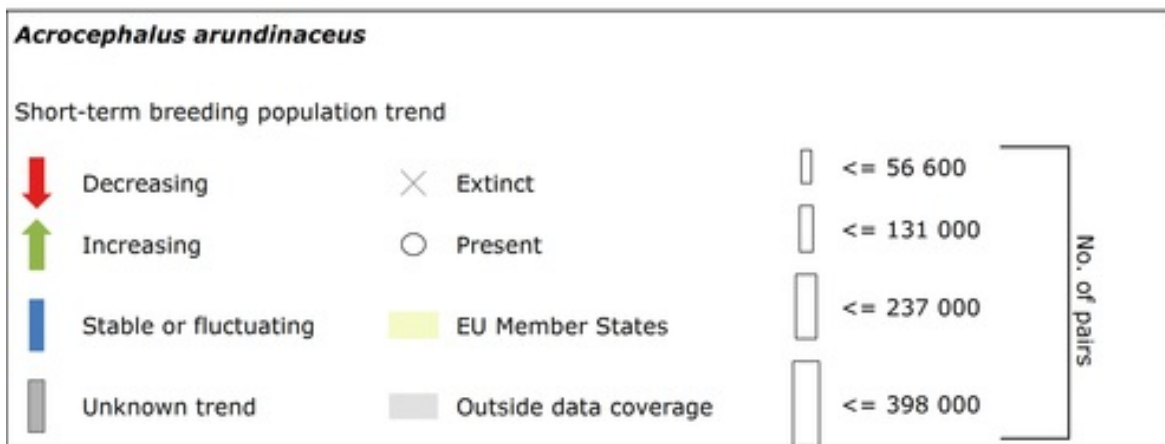 Acrocephalus arundinaceus
Short-term breeding population trend
Decreasing
Increasing
Stable or fluctuating
Unknown trend
Extinct
Present
EU Member States
Outside data coverage
<= 56 600
<= 131 000
<= 237 000
<= 398 000
No. of pairs